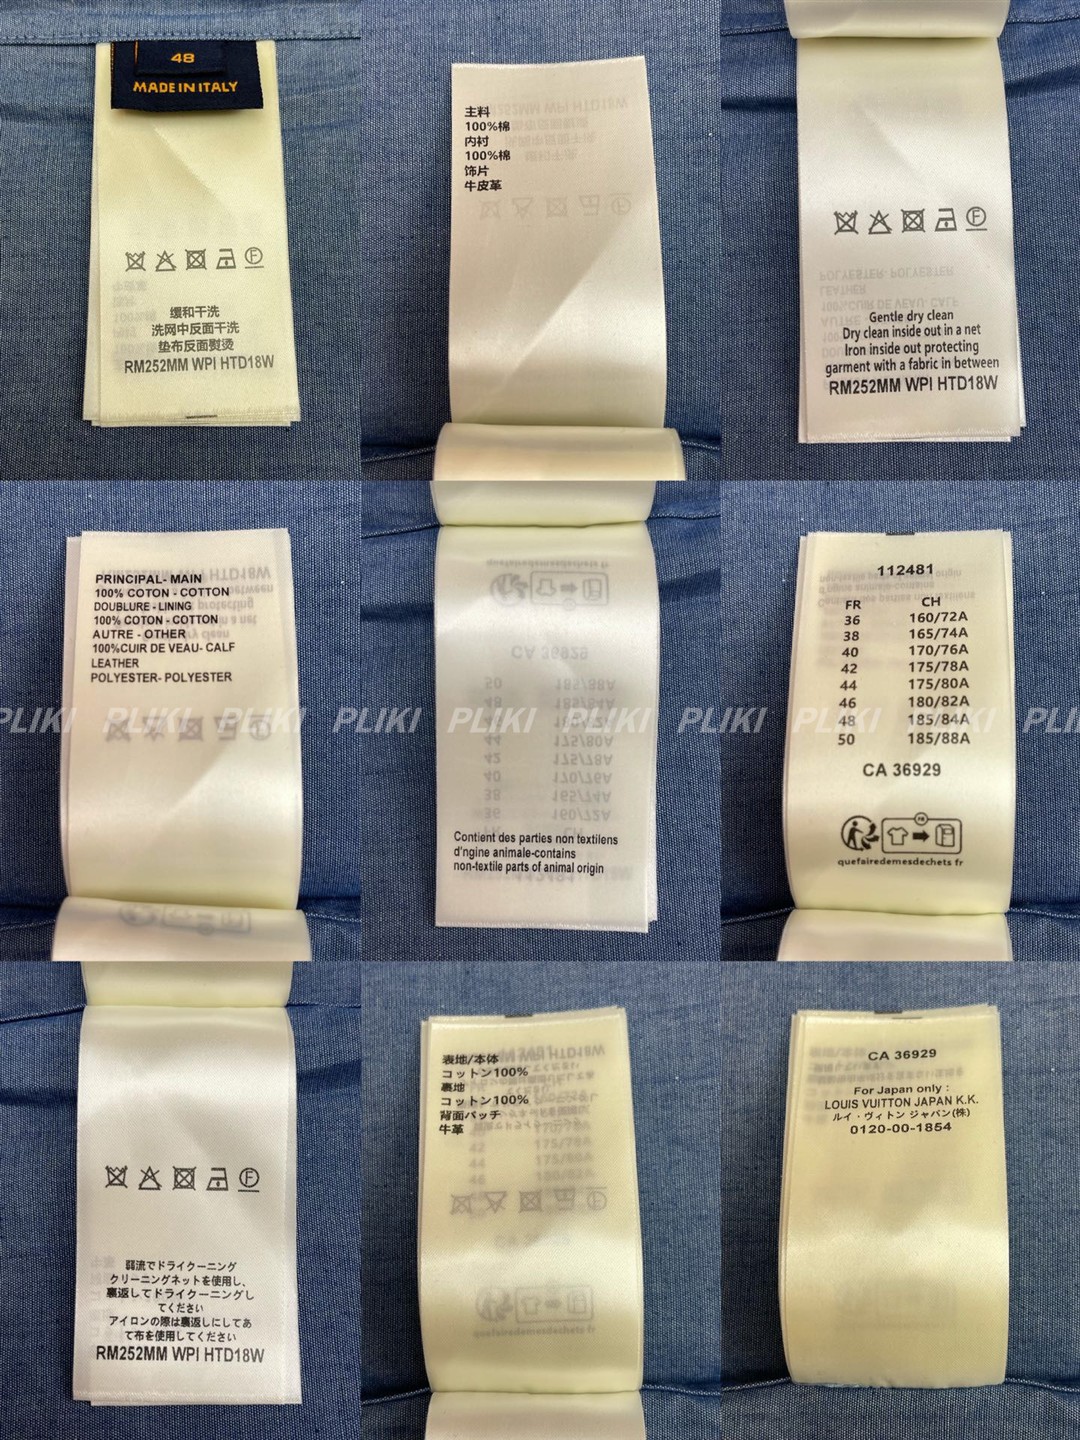 48
MADE IN ITALY
缓和干洗
洗网中反面干洗
垫布反面熨烫
RM252MM WPI HTD18W
主料
100%棉
内衬
100%棉
饰片
牛皮革
Gentle dry clean
Dry clean inside out in a net
Iron inside out protecting
garment with a fabric in between
RM252MM WPI HTD18W
PRINCIPAL- MAIN
100% COTON - COTTON
DOUBLURE - LINING
100% COTON - COTTON
AUTRE - OTHER
100%CUIR DE VEAU- CALF
LEATHER
POLYESTER- POLYESTER
Contient des parties non textilens
d'ngine animale-contains
non-textile parts of animal origin
112481
FR CH
36 160/72A
38 165/74A
40 170/76A
42 175/78A
44 175/80A
46 180/82A
48 185/84A
50 185/88A
CA 36929
FR
quefairedemesdechets fr
PLIKI PLIKI PLIKI PLIKI PLIKI PLIKI PLIKI PLIKI PLIKI
弱流でドライクーニング
クリーニングネットを使用し、
裏返してドライクーニングし
てください
アイロンの際は裏返しにしてあ
て布を使用してください
RM252MM WPI HTD18W
表地/本体
コットン100%
裏地
コットン100%
背面パッチ
牛革
CA 36929
For Japan only :
LOUIS VUITTON JAPAN K.K.
ルイ・ヴィトン ジャパン(株)
0120-00-1854